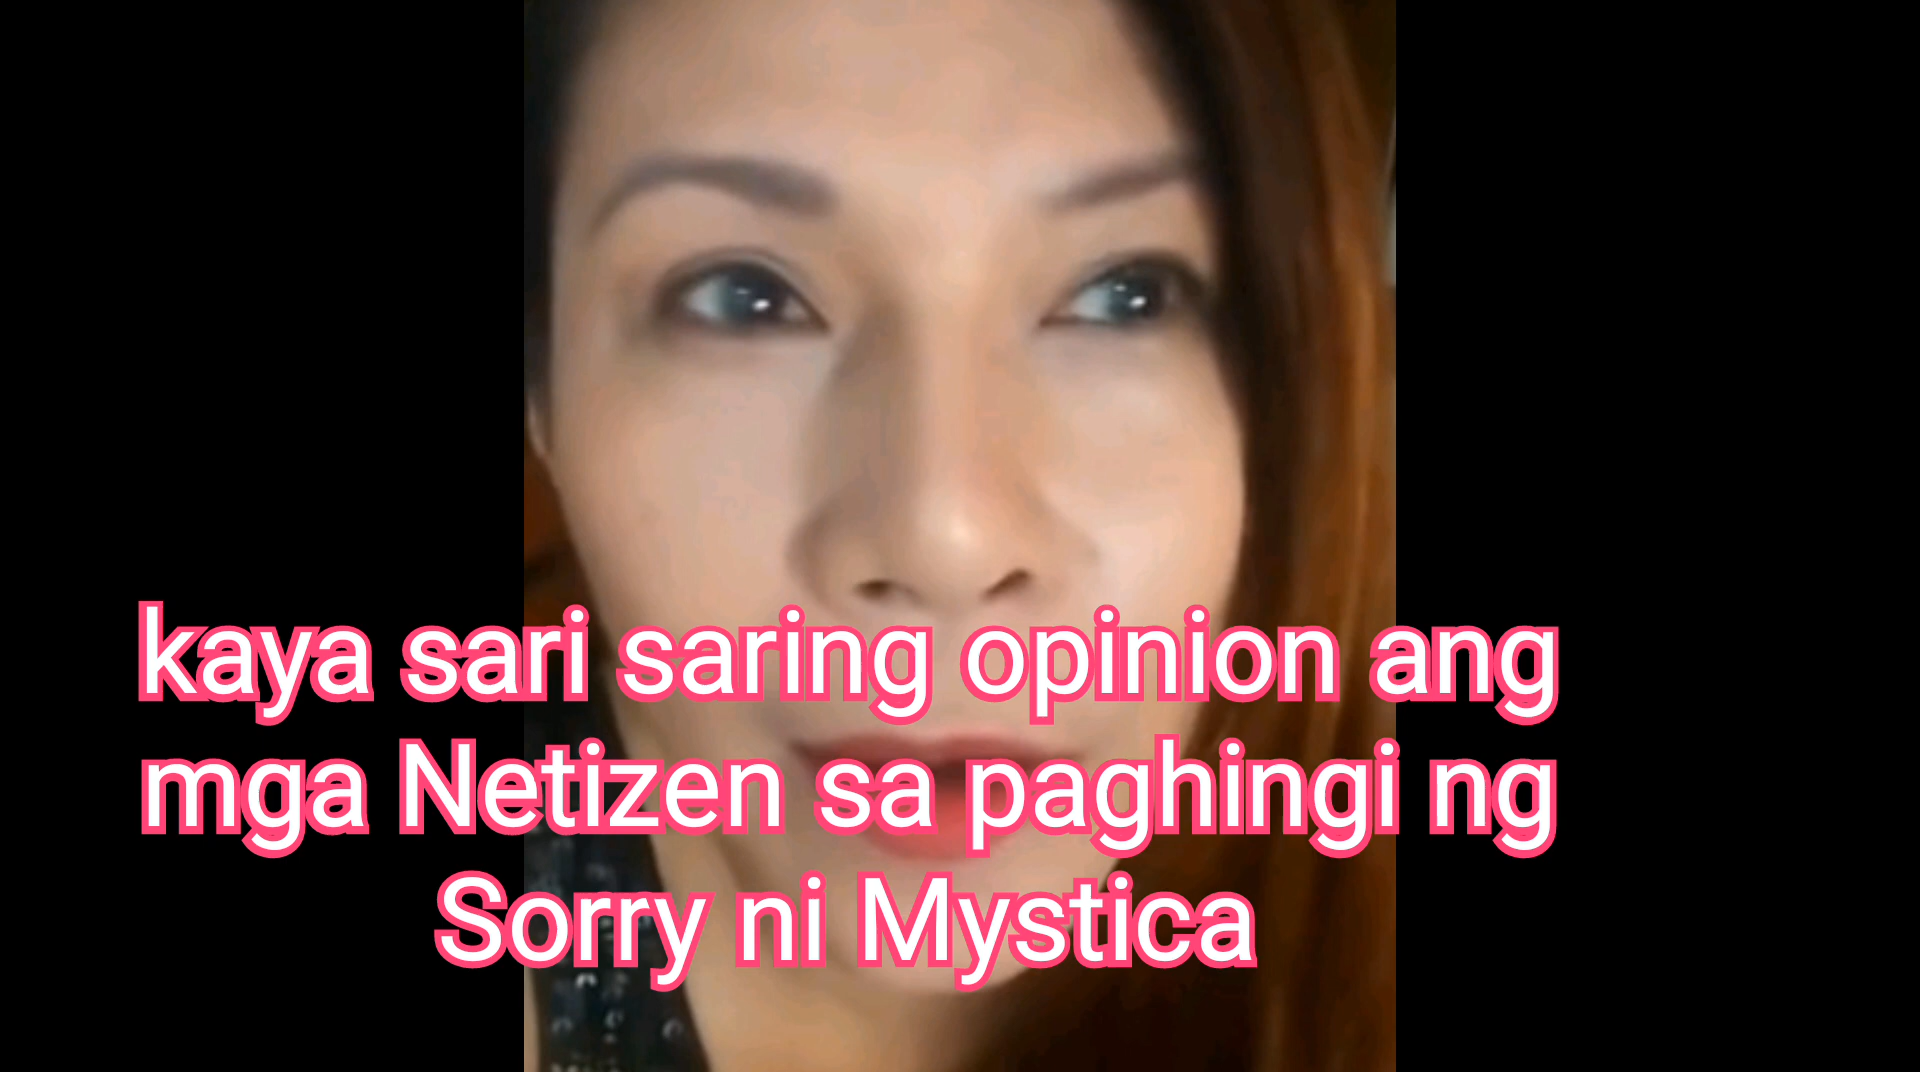 kaya sari saring opinion ang
mga Netizen sa paghingi ng
Sorry ni Mystica